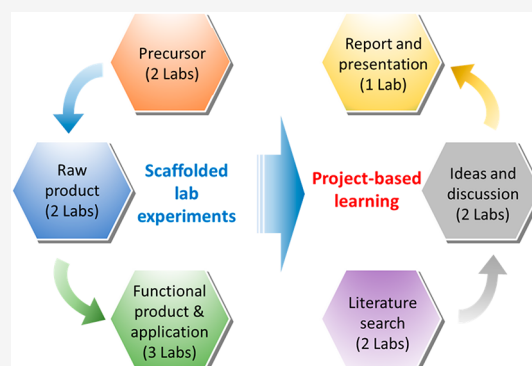 Precursor
(2 Labs)
Raw
product
(2 Labs)
Scaffolded
lab
experiments
Functional
product &
application
(3 Labs)
Report and
presentation
(1 Lab)
Project-based
learning
Ideas and
discussion
(2 Labs)
Literature
search
(2 Labs)